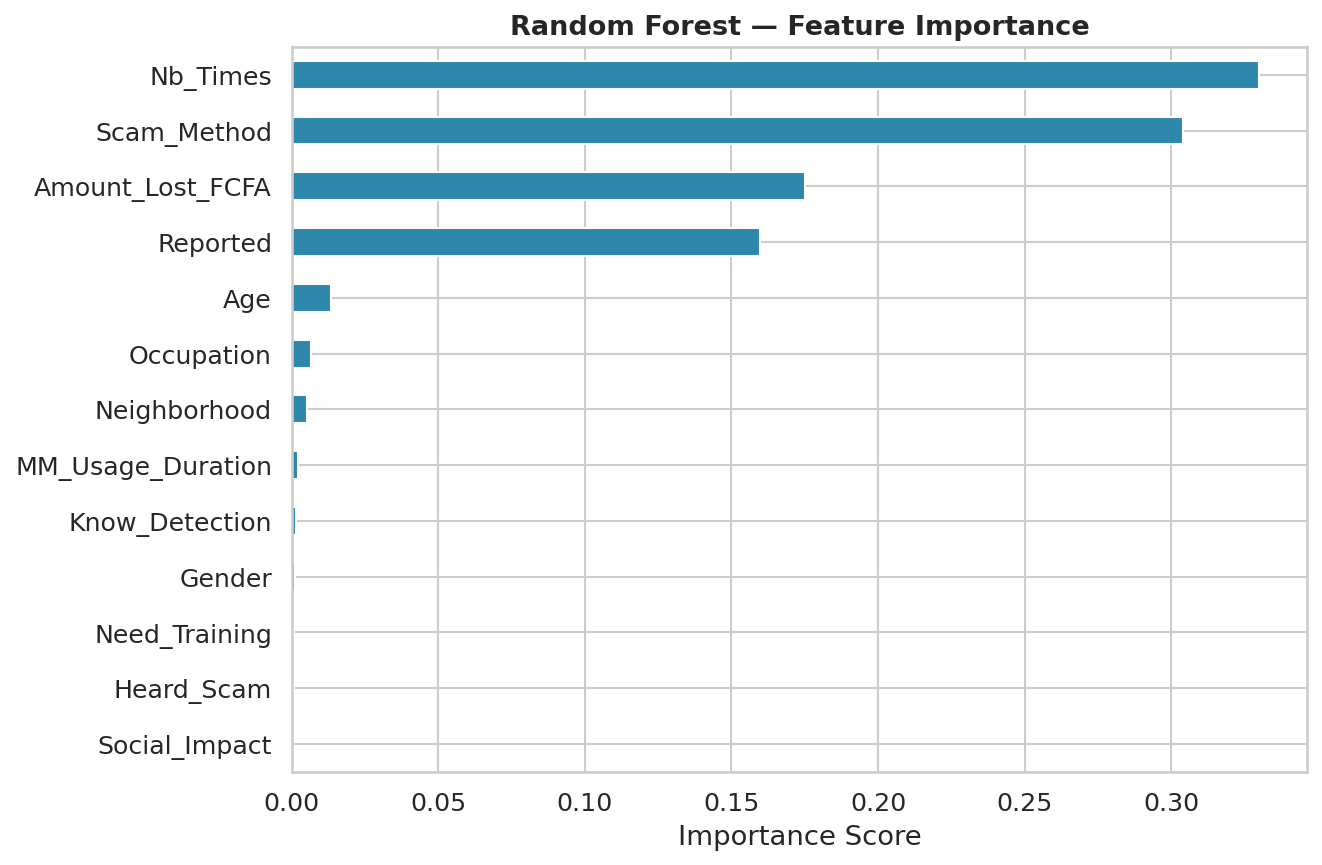 Random Forest — Feature Importance
Nb_Times
Scam_Method
Amount_Lost_FCFA
Reported
Age
Occupation
Neighborhood
MM_Usage_Duration
Know_Detection
Gender
Need_Training
Heard_Scam
Social_Impact
0.00 0.05 0.10 0.15 0.20 0.25 0.30
Importance Score